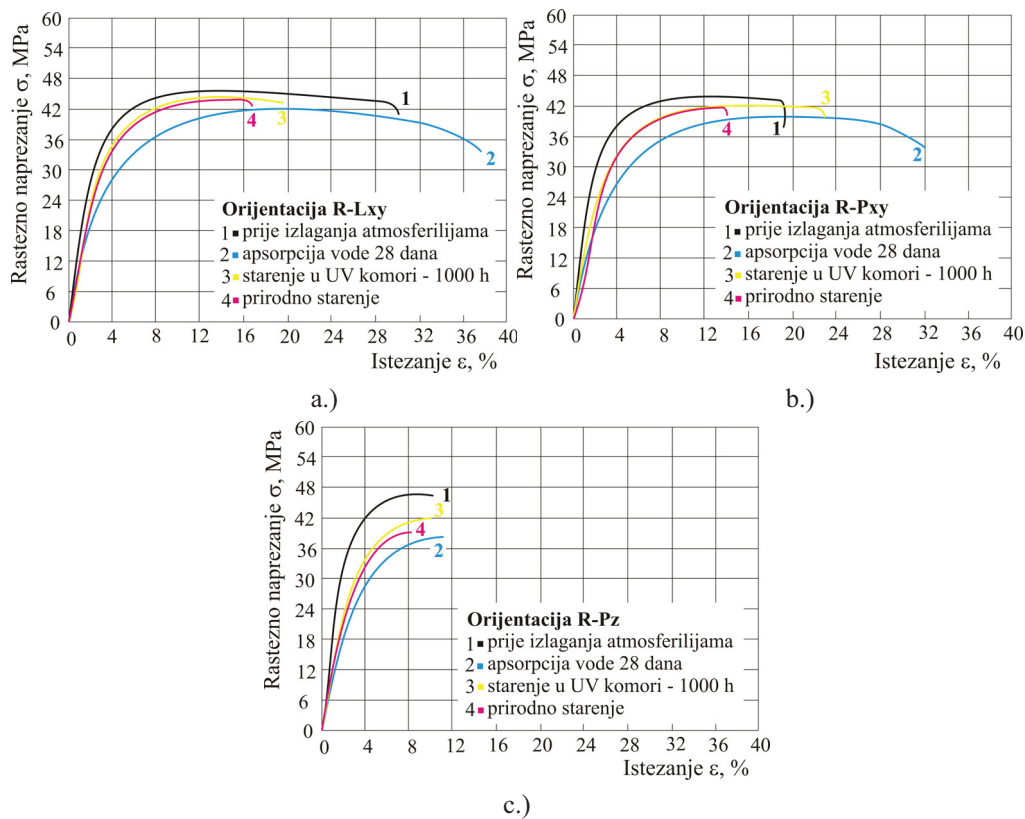 Rastezno naprezanje σ, MPa
60
54
48
42
36
30
24
18
12
6
0
1
2
3
4
Orijentacija R-Lxy
1 prije izlaganja atmosferilijama
2 apsorpcija vode 28 dana
3 starenje u UV komori - 1000 h
4 prirodno starenje
0 4 8 12 16 20 24 28 32 36 40
Istezanje ε, %
a.)
Rastezno naprezanje σ, MPa
60
54
48
42
36
30
24
18
12
6
0
3
4
1
2
Orijentacija R-Pxy
1 prije izlaganja atmosferilijama
2 apsorpcija vode 28 dana
3 starenje u UV komori - 1000 h
4 prirodno starenje
0 4 8 12 16 20 24 28 32 36 40
Istezanje ε, %
b.)
Rastezno naprezanje σ, MPa
60
54
48
42
36
30
24
18
12
6
0
1
3
4
2
Orijentacija R-Pz
1 prije izlaganja atmosferilijama
2 apsorpcija vode 28 dana
3 starenje u UV komori - 1000 h
4 prirodno starenje
0 4 8 12 16 20 24 28 32 36 40
Istezanje ε, %
c.)